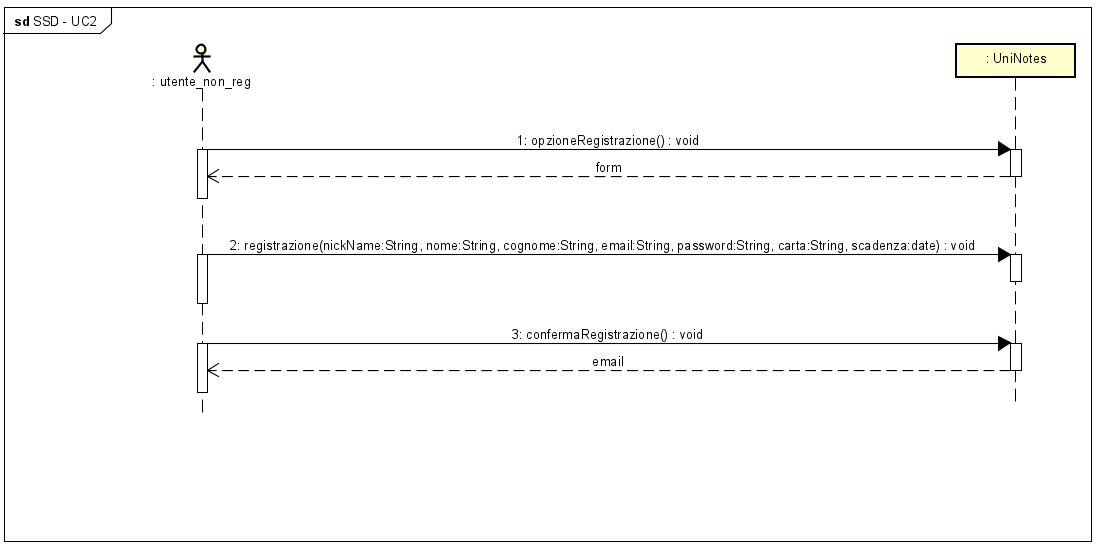 sd SSD - UC2
: utente_non_reg
: UniNotes
1: opzioneRegistrazione() : void
form
2: registrazione(nickName:String, nome:String, cognome:String, email:String, password:String, carta:String, scadenza:date) : void
3: confermaRegistrazione() : void
email